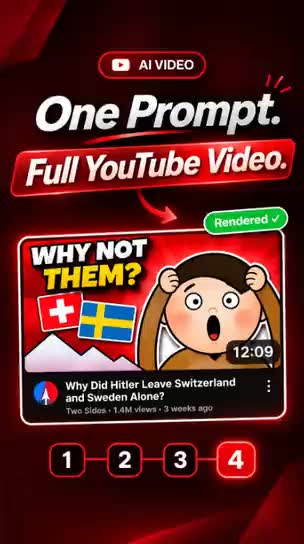 AI VIDEO
One Prompt.
Full YouTube Video.
Rendered ✓
WHY NOT
THEM?
12:09
Why Did Hitler Leave Switzerland
and Sweden Alone?
Two Sides • 1.4M views • 3 weeks ago
1 2 3 4